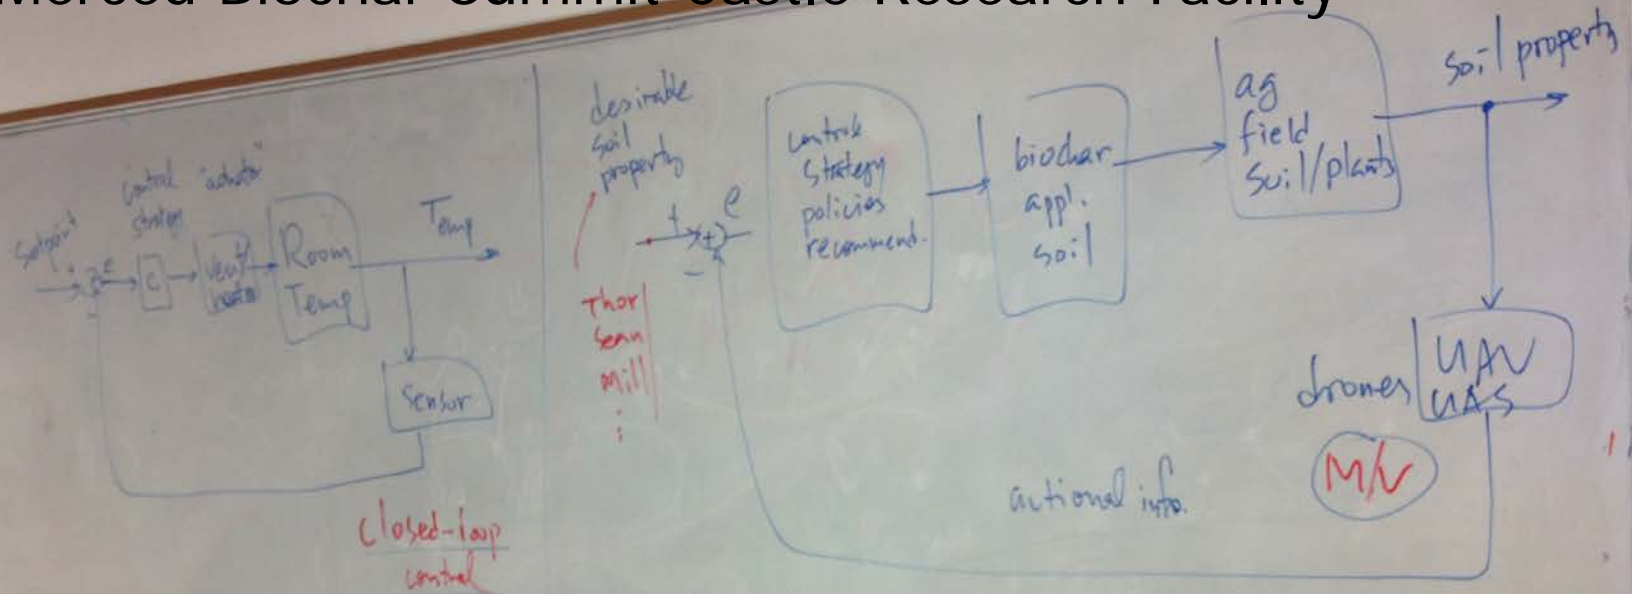 Merced Biochar Summit Castle Research Facility
Setpoint
control
strategy
"actuator"
+
e
-
C
vent/
heater
Room
Temp
Temp
Sensor
closed-loop
control
desirable
soil
property
Thor
Sean
mill
:
+
+
e
-
control
strategy
policies
recommend.
biochar
appl.
soil
ag
field
soil/plants
soil property
drones
UAV
UAS
M/V
actional info.